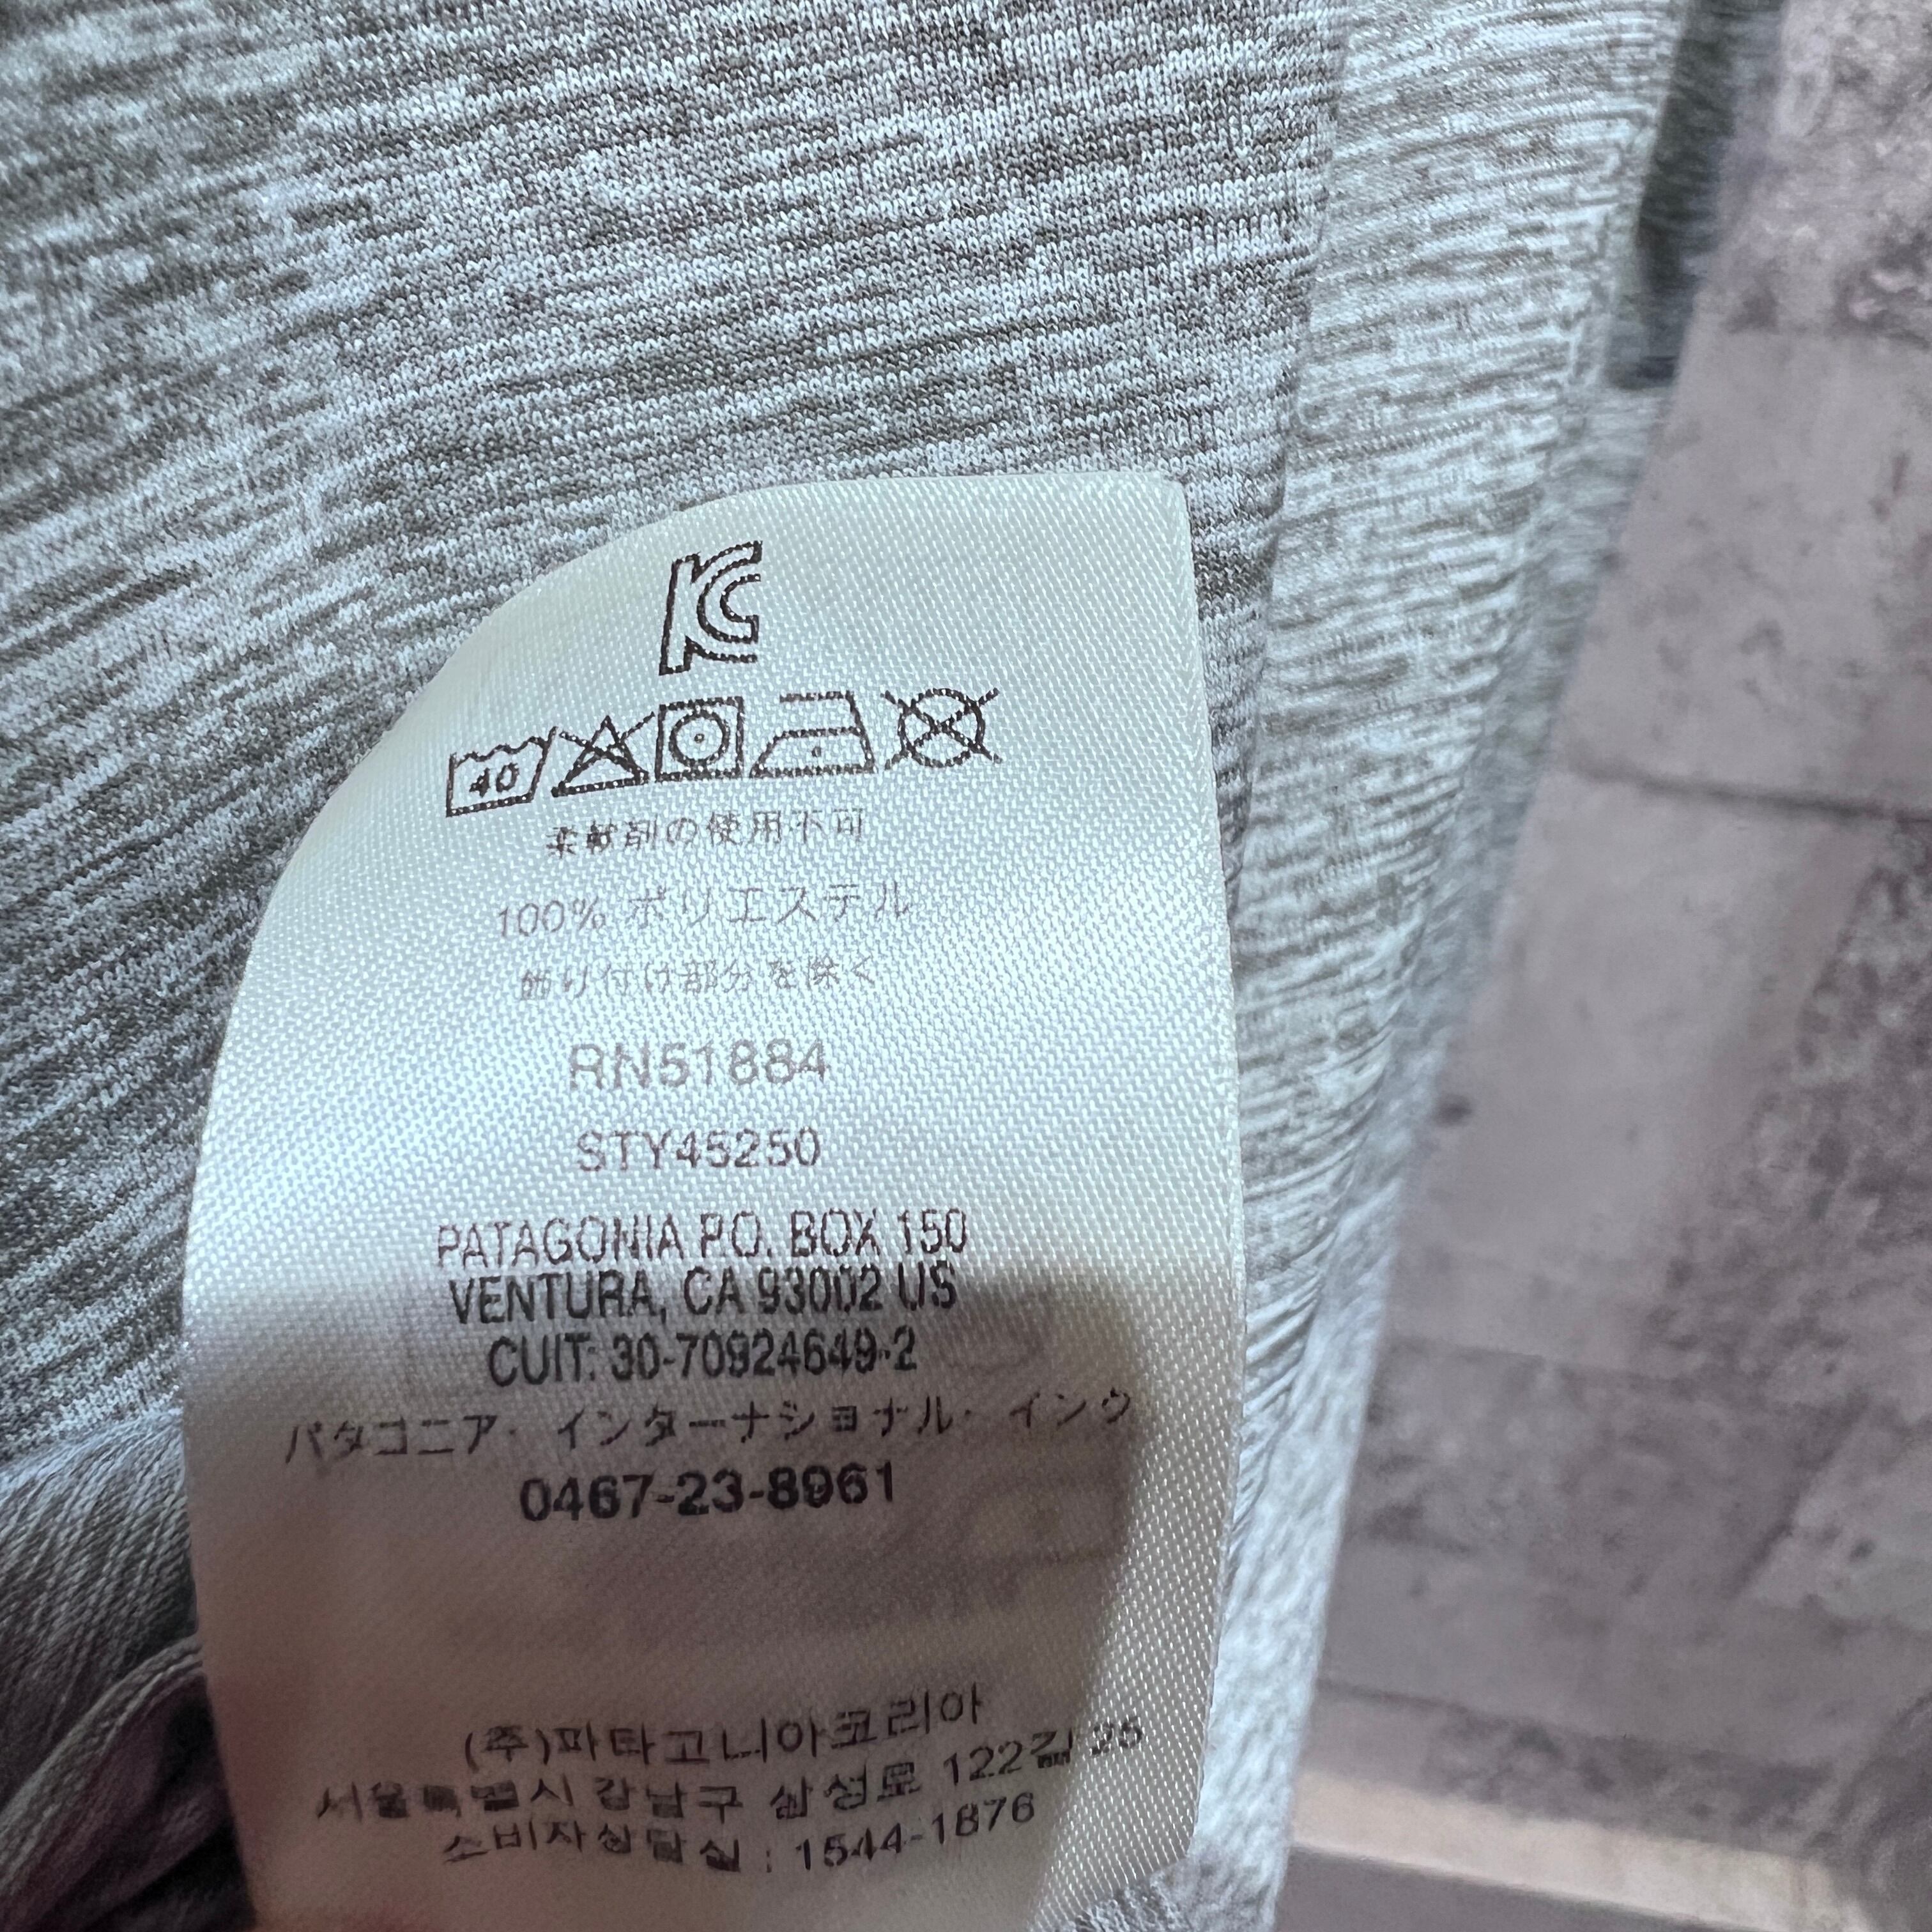 KC
40
柔軟剤の使用不可
100% ポリエステル
飾り付け部分を除く
RN51884
STY45250
PATAGONIA P.O. BOX 150
VENTURA, CA 93002 US
CUIT: 30-70924649-2
パタゴニア・インターナショナル・インク
0467-23-8961
(주)파타고니아코리아
서울특별시 강남구 삼성로 122길 25
소비자상담실 : 1544-1876